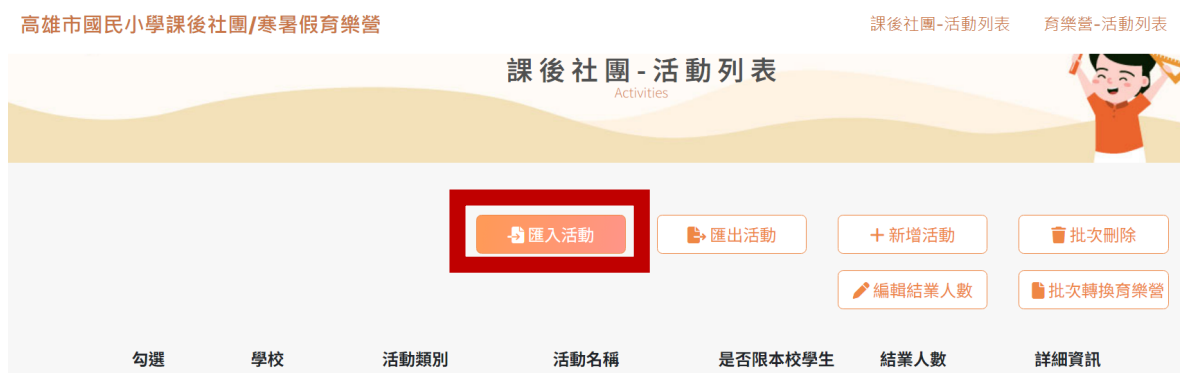 高雄市國民小學課後社團/寒暑假育樂營 課後社團-活動列表 育樂營-活動列表
課後社團-活動列表
Activities
匯入活動 匯出活動 新增活動 批次刪除
編輯結業人數 批次轉換育樂營
勾選 學校 活動類別 活動名稱 是否限本校學生 結業人數 詳細資訊